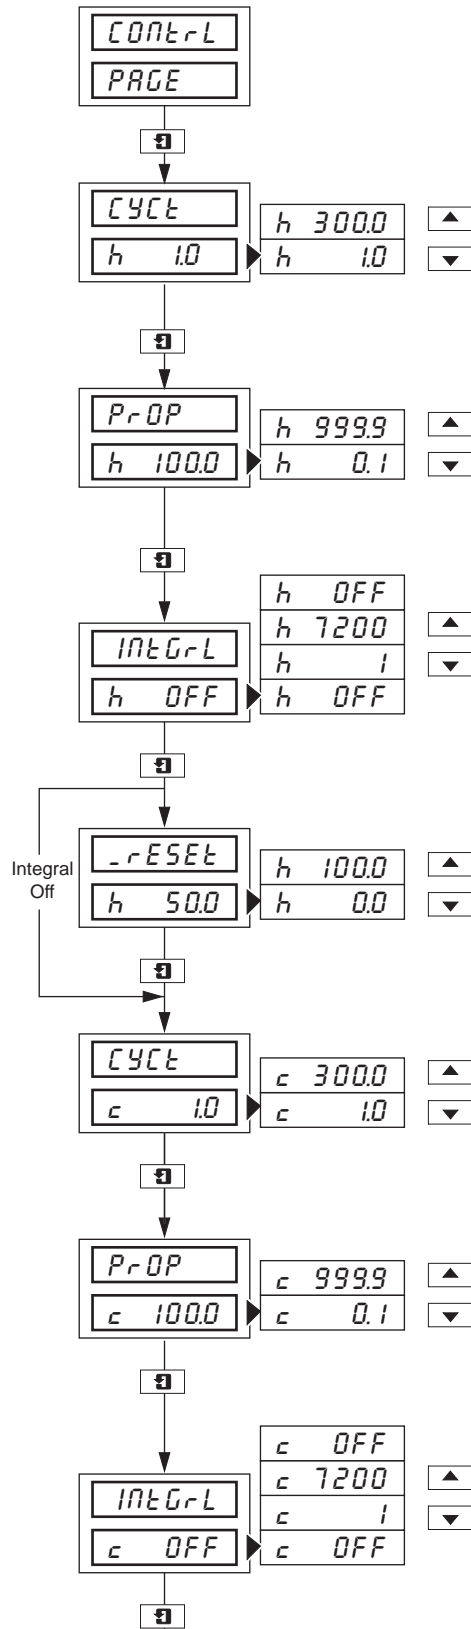 CONtrL
PAGE
CYCt
h 1.0
h 300.0
h 1.0
PrOP
h 100.0
h 999.9
h 0.1
INtGrL
h OFF
h OFF
h 7200
h 1
h OFF
Integral
Off
_rESEt
h 50.0
h 100.0
h 0.0
CYCt
c 1.0
c 300.0
c 1.0
PrOP
c 100.0
c 999.9
c 0.1
INtGrL
c OFF
c OFF
c 7200
c 1
c OFF